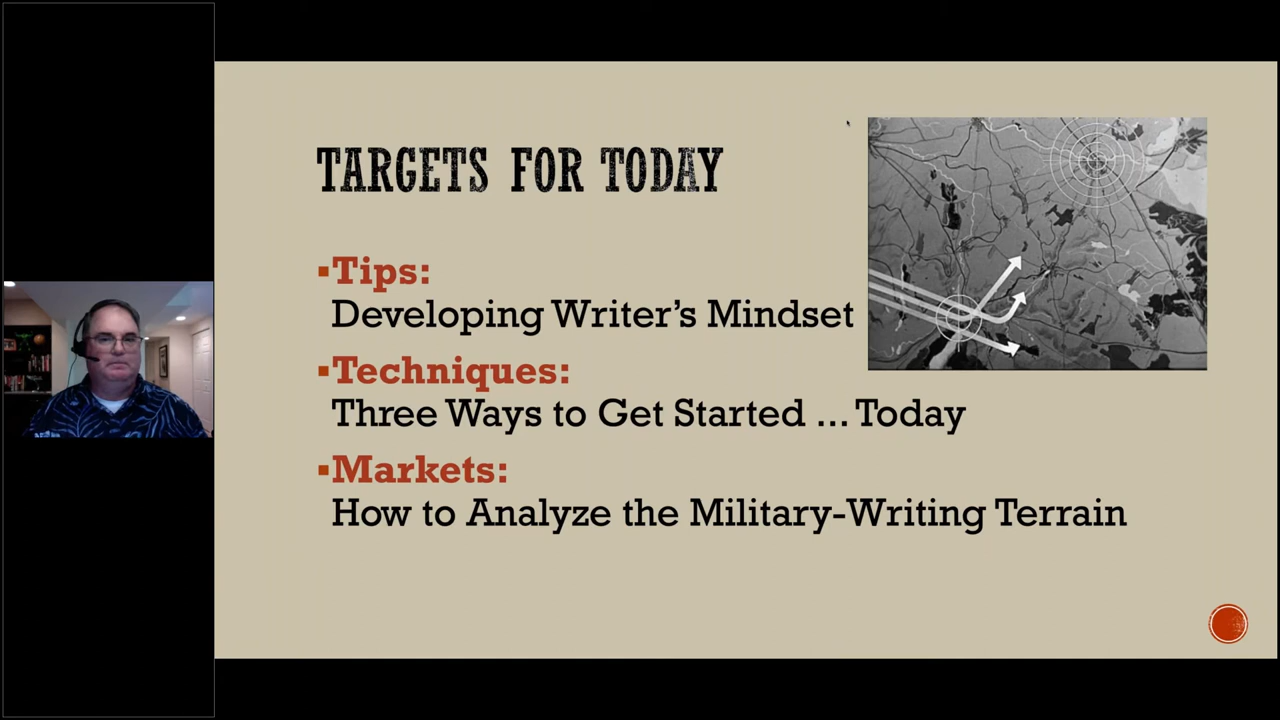 TARGETS FOR TODAY
▪Tips:
Developing Writer’s Mindset
▪Techniques:
Three Ways to Get Started ... Today
▪Markets:
How to Analyze the Military-Writing Terrain